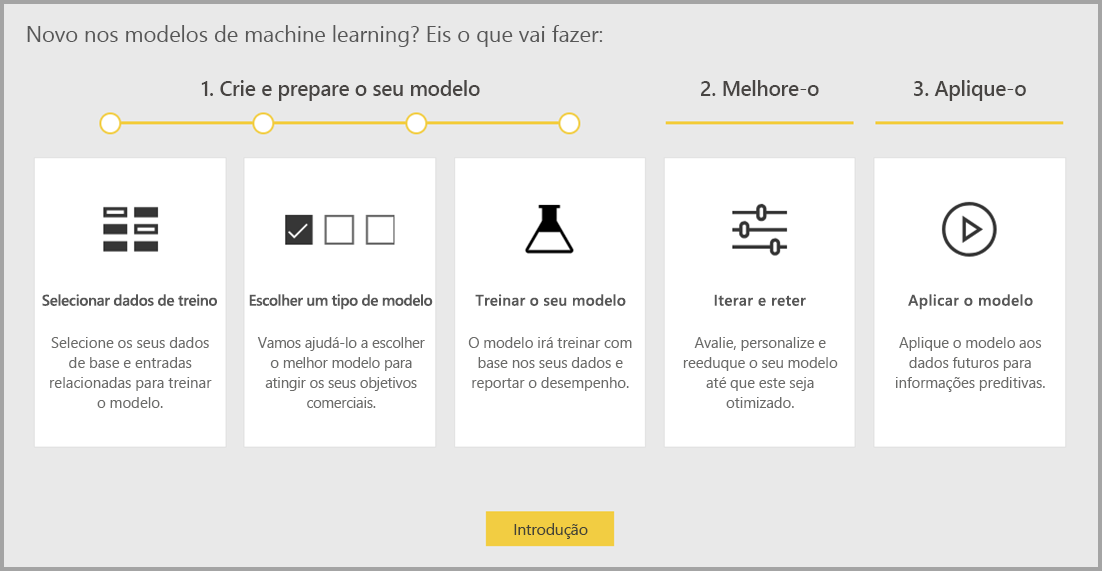 Novo nos modelos de machine learning? Eis o que vai fazer:
1. Crie e prepare o seu modelo
2. Melhore-o
3. Aplique-o
Selecionar dados de treino
Selecione os seus dados
de base e entradas
relacionadas para treinar
o modelo.
Escolher um tipo de modelo
Vamos ajudá-lo a escolher
o melhor modelo para
atingir os seus objetivos
comerciais.
Treinar o seu modelo
O modelo irá treinar com
base nos seus dados e
reportar o desempenho.
Iterar e reter
Avalie, personalize e
reeduque o seu modelo
até que este seja
otimizado.
Aplicar o modelo
Aplique o modelo aos
dados futuros para
informações preditivas.
Introdução